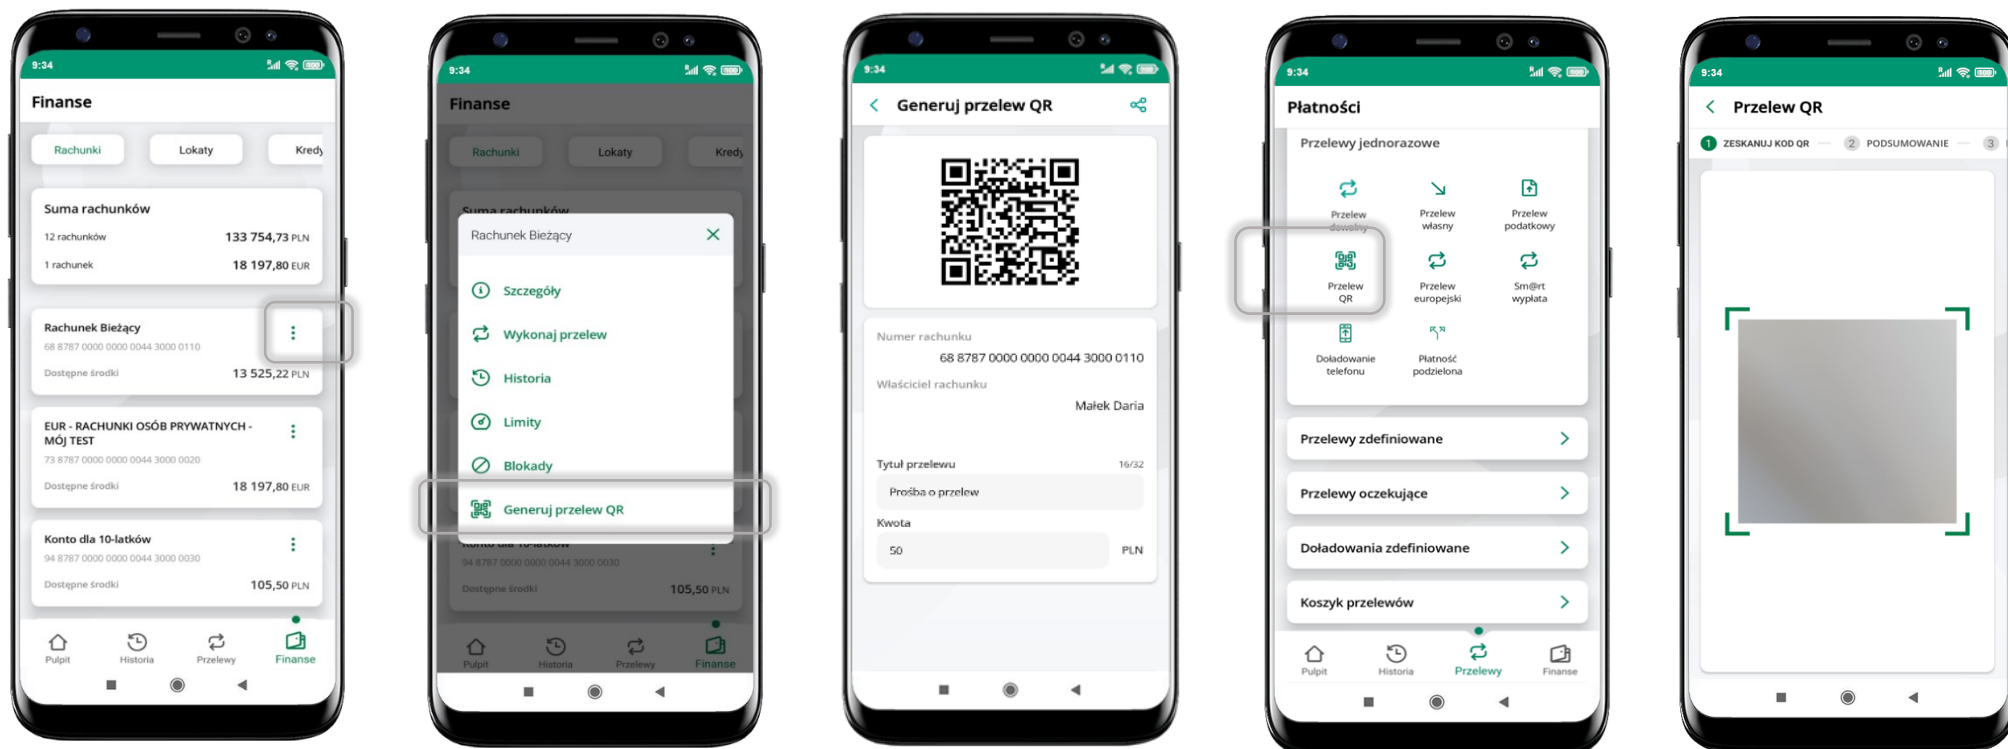 9:34
Finanse
Rachunki Lokaty Kredy
Suma rachunków
12 rachunków 133 754,73 PLN
1 rachunek 18 197,80 EUR
Rachunek Bieżący
68 8787 0000 0000 0044 3000 0110
Dostępne środki 13 525,22 PLN
EUR - RACHUNKI OSÓB PRYWATNYCH -
MÓJ TEST
73 8787 0000 0000 0044 3000 0020
Dostępne środki 18 197,80 EUR
Konto dla 10-latków
94 8787 0000 0000 0044 3000 0030
Dostępne środki 105,50 PLN
Pulpit Historia Przelewy Finanse
9:34
Finanse
Rachunki Lokaty Kredy
Suma rachunków
Rachunek Bieżący
Szczegóły
Wykonaj przelew
Historia
Limity
Blokady
Generuj przelew QR
Konto dla 10-latków
94 8787 0000 0000 0044 3000 0030
Dostępne środki 105,50 PLN
Pulpit Historia Przelewy Finanse
9:34
Generuj przelew QR
Numer rachunku
68 8787 0000 0000 0044 3000 0110
Właściciel rachunku
Małek Daria
Tytuł przelewu 16/32
Prośba o przelew
Kwota
50 PLN
9:34
Płatności
Przelewy jednorazowe
Przelew dowolny
Przelew własny
Przelew podatkowy
Przelew QR
Przelew europejski
Sm@rt wypłata
Doładowanie telefonu
Płatność podzielona
Przelewy zdefiniowane
Przelewy oczekujące
Doładowania zdefiniowane
Koszyk przelewów
Pulpit Historia Przelewy Finanse
9:34
Przelew QR
1 ZESKANUJ KOD QR 2 PODSUMOWANIE 3